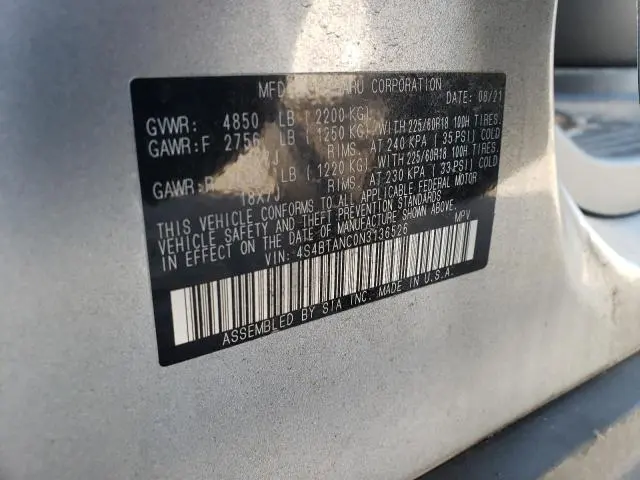 MFD ARU CORPORATION DATE: 08/21
GVWR: 4850 LB ( 2200 KG)
GAWR: F 2756 LB ( 1250 KG) WITH 225/60R18 100H TIRES,
J RIMS, AT 240 KPA ( 35 PSI) COLD
GAWR: R LB ( 1220 KG) WITH 225/60R18 100H TIRES,
18X7J RIMS, AT 230 KPA ( 33 PSI) COLD
THIS VEHICLE CONFORMS TO ALL APPLICABLE FEDERAL MOTOR
VEHICLE SAFETY AND THEFT PREVENTION STANDARDS
IN EFFECT ON THE DATE OF MANUFACTURE SHOWN ABOVE.
VIN: 4S4BTANC0N3136526 MPV
ASSEMBLED BY SIA INC. MADE IN U.S.A.